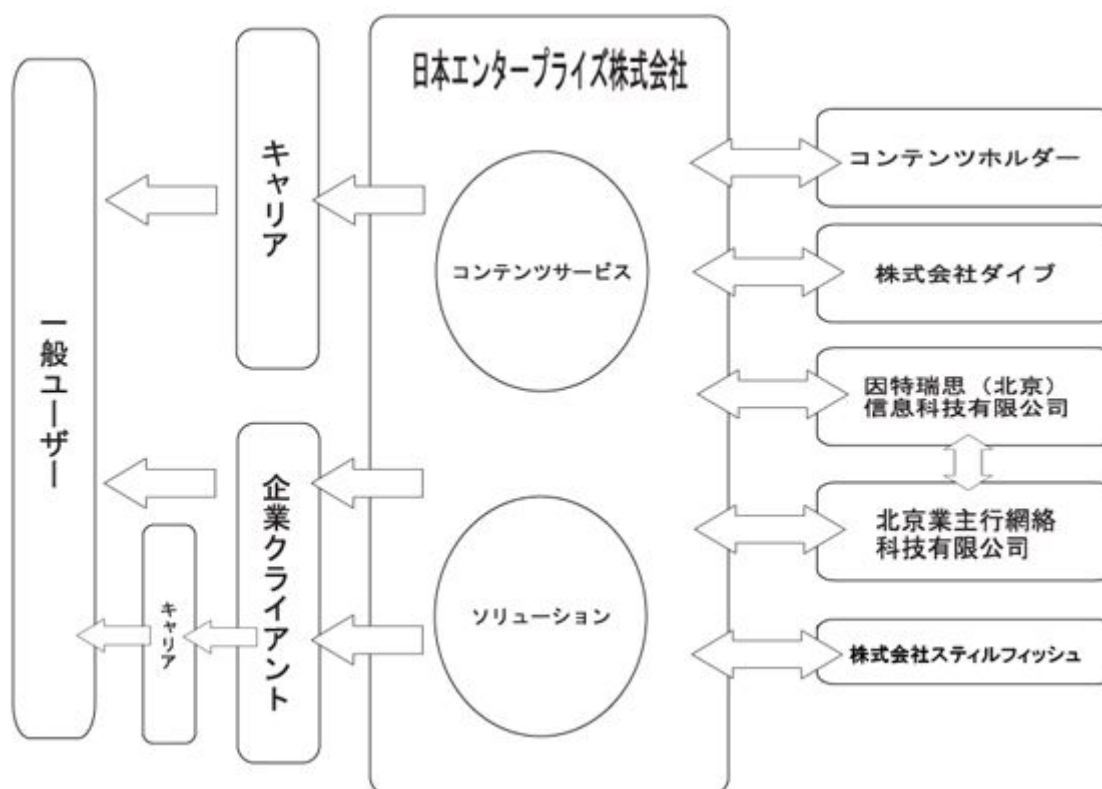 日本エンタープライズ株式会社
一般ユーザー
キャリア
コンテンツサービス
コンテンツホルダー
株式会社ダイブ
因特瑞思（北京）
信息科技有限公司
企業クライアント
キャリア
ソリューション
北京業主行網絡
科技有限公司
株式会社スティルフィッシュ